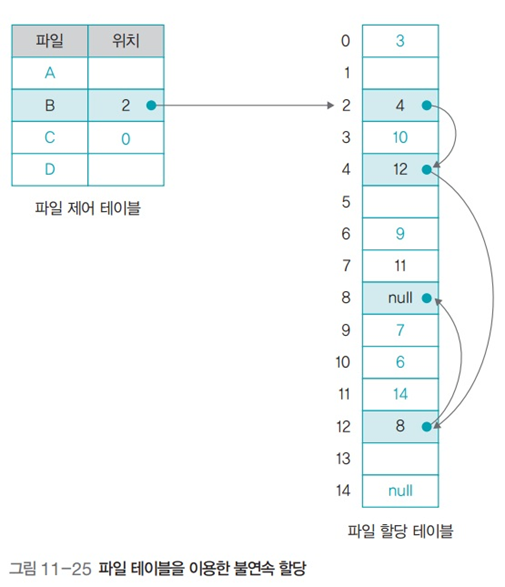 파일 위치
A
B 2
C 0
D
파일 제어 테이블
0 3
1
2 4
3 10
4 12
5
6 9
7 11
8 null
9 7
10 6
11 14
12 8
13
14 null
파일 할당 테이블
그림 11-25 파일 테이블을 이용한 불연속 할당